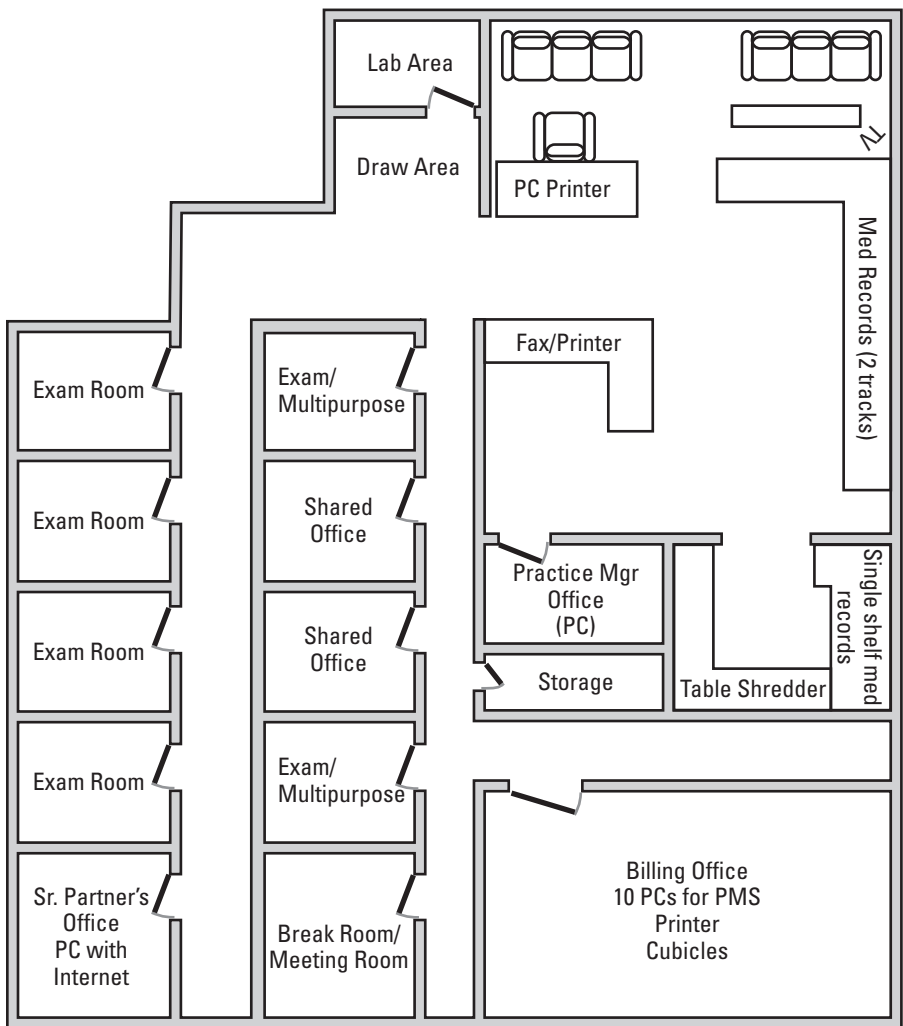 Lab Area
Draw Area
PC Printer
TV
Med Records (2 tracks)
Fax/Printer
Exam Room
Exam/
Multipurpose
Exam Room
Shared
Office
Practice Mgr
Office
(PC)
Single shelf med
records
Exam Room
Shared
Office
Storage
Table Shredder
Exam Room
Exam/
Multipurpose
Sr. Partner’s
Office
PC with
Internet
Break Room/
Meeting Room
Billing Office
10 PCs for PMS
Printer
Cubicles